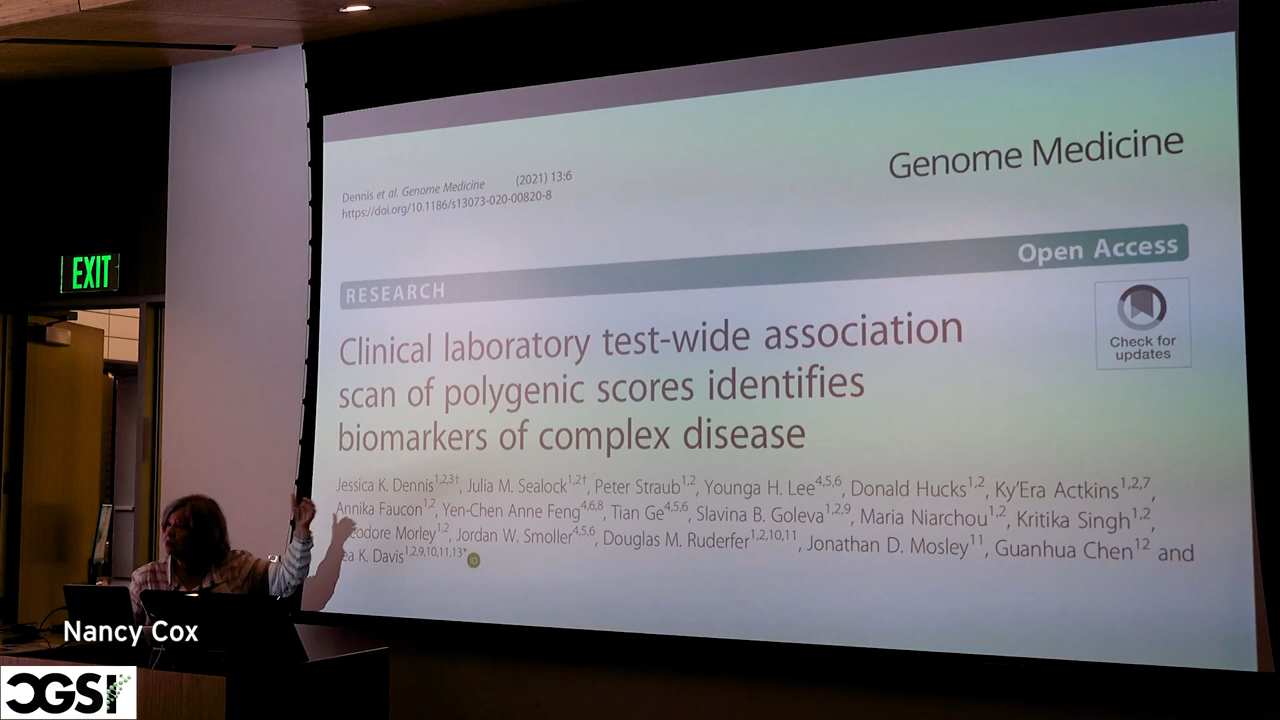 Genome Medicine
Dennis et al. Genome Medicine (2021) 13:6
https://doi.org/10.1186/s13073-020-00820-8
Open Access
RESEARCH
Clinical laboratory test-wide association
scan of polygenic scores identifies
biomarkers of complex disease
Check for
updates
Jessica K. Dennis1,2,3†, Julia M. Sealock1,2†, Peter Straub1,2, Younga H. Lee4,5,6, Donald Hucks1,2, Ky'Era Actkins1,2,7,
Annika Faucon1,2, Yen-Chen Anne Feng4,6,8, Tian Ge4,5,6, Slavina B. Goleva1,2,9, Maria Niarchou1,2, Kritika Singh1,2,
eodore Morley1,2, Jordan W. Smoller4,5,6, Douglas M. Ruderfer1,2,10,11, Jonathan D. Mosley11, Guanhua Chen12 and
ea K. Davis1,2,9,10,11,13*
EXIT
Nancy Cox
CGSI